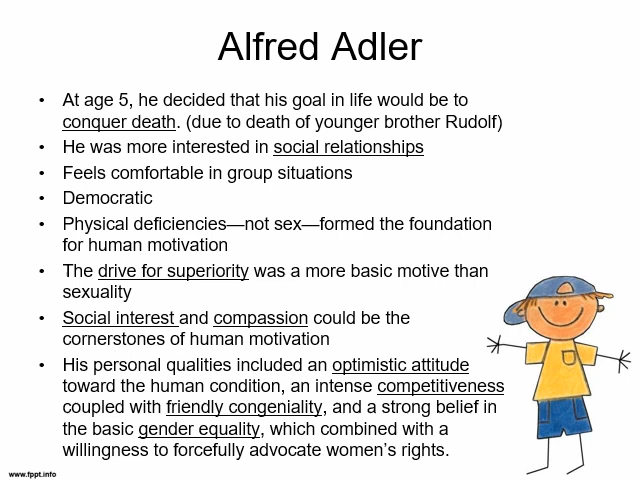 Alfred Adler
• At age 5, he decided that his goal in life would be to
conquer death. (due to death of younger brother Rudolf)
• He was more interested in social relationships
• Feels comfortable in group situations
• Democratic
• Physical deficiencies—not sex—formed the foundation
for human motivation
• The drive for superiority was a more basic motive than
sexuality
• Social interest and compassion could be the
cornerstones of human motivation
• His personal qualities included an optimistic attitude
toward the human condition, an intense competitiveness
coupled with friendly congeniality, and a strong belief in
the basic gender equality, which combined with a
willingness to forcefully advocate women’s rights.
www.fppt.info